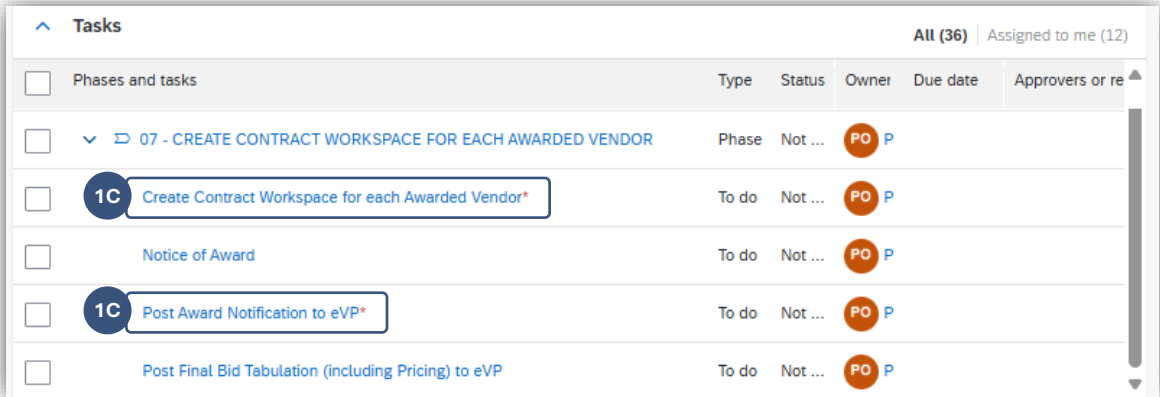 Tasks All (36) Assigned to me (12)
Phases and tasks Type Status Owner Due date Approvers or re
07 - CREATE CONTRACT WORKSPACE FOR EACH AWARDED VENDOR Phase Not ... PO P
1C Create Contract Workspace for each Awarded Vendor* To do Not ... PO P
Notice of Award To do Not ... PO P
1C Post Award Notification to eVP* To do Not ... PO P
Post Final Bid Tabulation (including Pricing) to eVP To do Not ... PO P